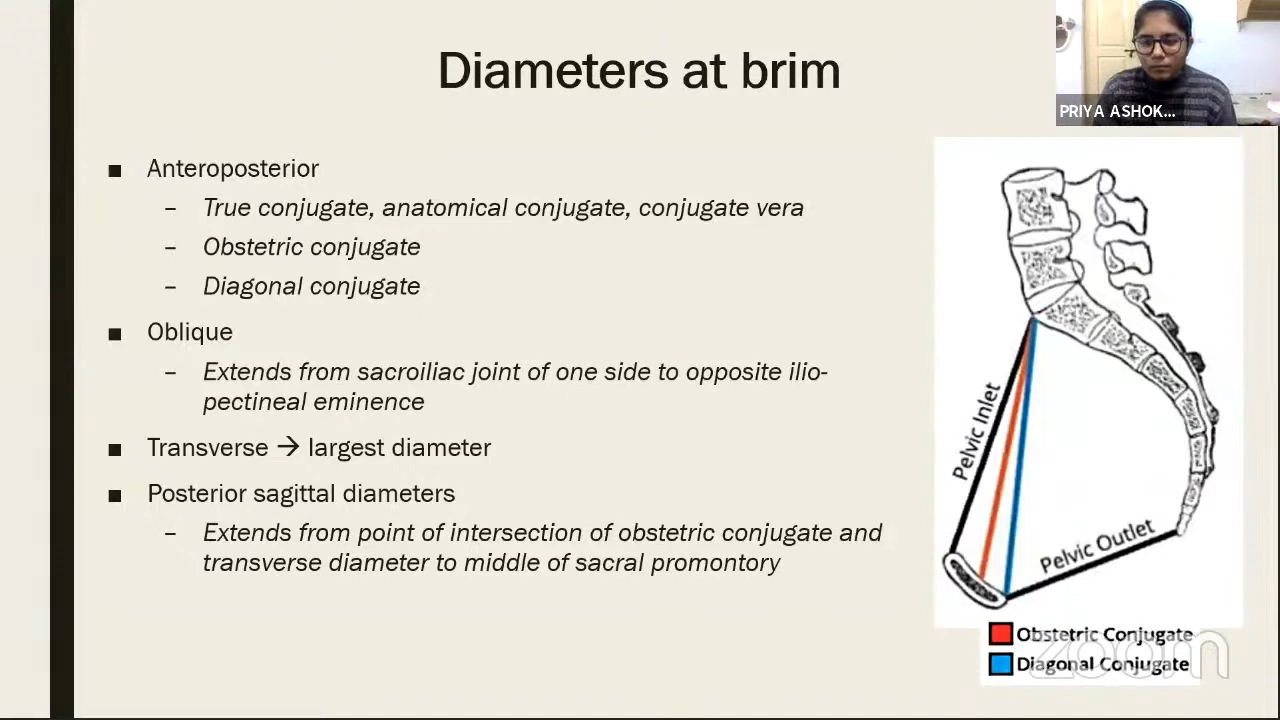 Diameters at brim
PRIYA ASHOK...
■ Anteroposterior
– True conjugate, anatomical conjugate, conjugate vera
– Obstetric conjugate
– Diagonal conjugate
■ Oblique
– Extends from sacroiliac joint of one side to opposite ilio-
pectineal eminence
■ Transverse → largest diameter
■ Posterior sagittal diameters
– Extends from point of intersection of obstetric conjugate and
transverse diameter to middle of sacral promontory
Pelvic Inlet
Pelvic Outlet
Obstetric Conjugate
Diagonal Conjugate
zoom